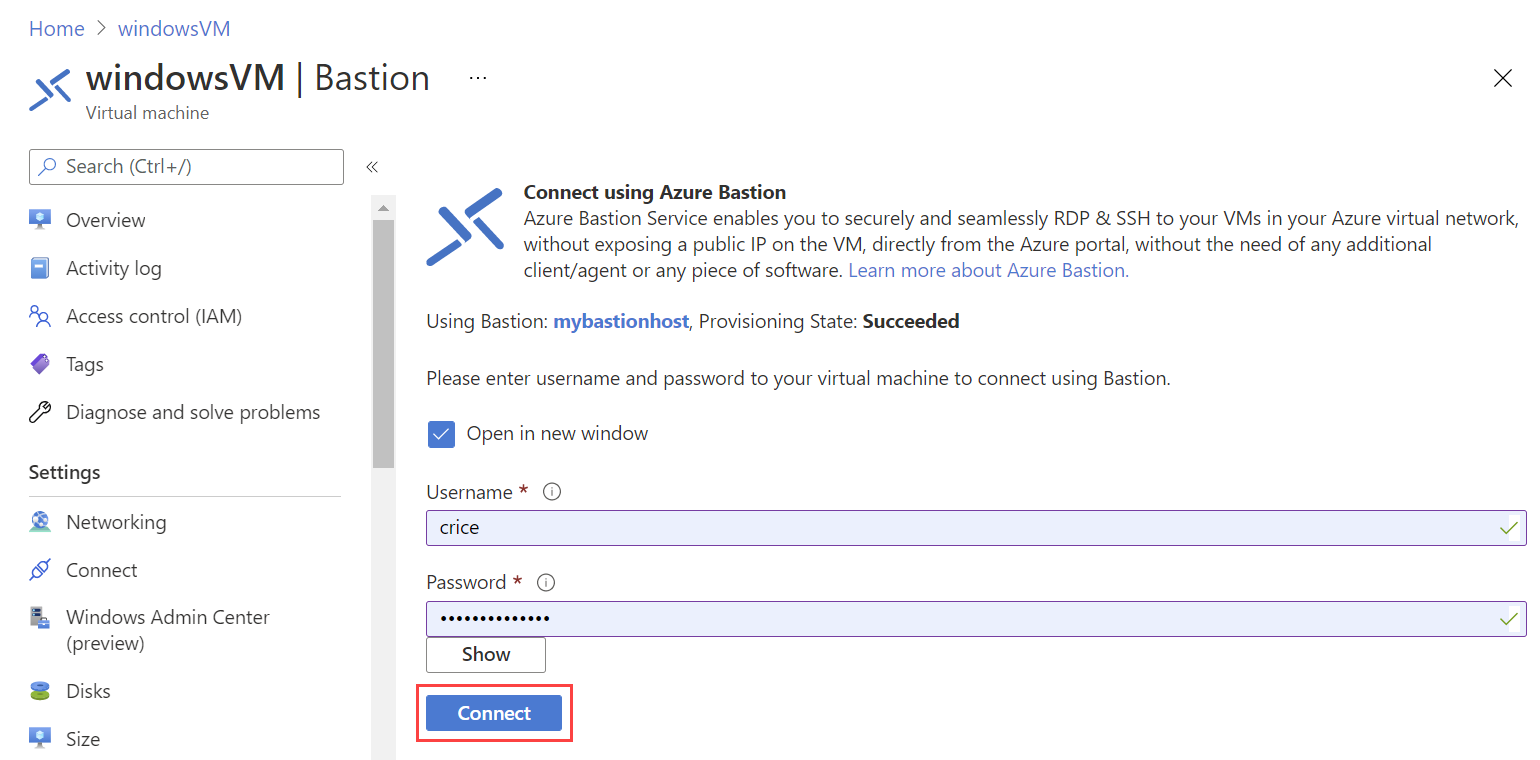 Home > windowsVM
windowsVM | Bastion ...
Virtual machine
Search (Ctrl+/)
«
Overview
Activity log
Access control (IAM)
Tags
Diagnose and solve problems
Settings
Networking
Connect
Windows Admin Center
(preview)
Disks
Size
Connect using Azure Bastion
Azure Bastion Service enables you to securely and seamlessly RDP & SSH to your VMs in your Azure virtual network,
without exposing a public IP on the VM, directly from the Azure portal, without the need of any additional
client/agent or any piece of software. Learn more about Azure Bastion.
Using Bastion: mybastionhost, Provisioning State: Succeeded
Please enter username and password to your virtual machine to connect using Bastion.
Open in new window
Username *
crice
Password *
••••••••••••••
Show
Connect